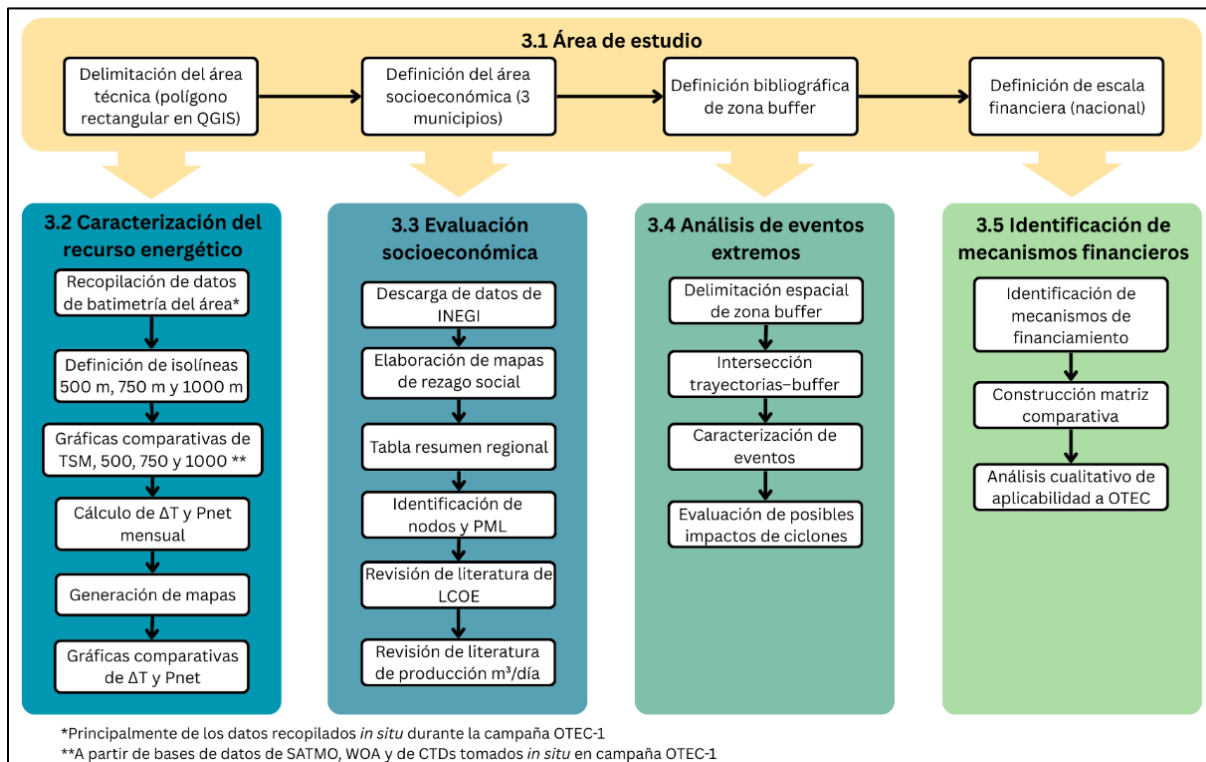 3.1 Área de estudio
Delimitación del área
técnica (polígono
rectangular en QGIS)
Definición del área
socioeconómica (3
municipios)
Definición bibliográfica
de zona buffer
Definición de escala
financiera (nacional)
3.2 Caracterización del
recurso energético
Recopilación de datos
de batimetría del área*
Definición de isolíneas
500 m, 750 m y 1000 m
Gráficas comparativas de
TSM, 500, 750 y 1000 **
Cálculo de ΔT y Pnet
mensual
Generación de mapas
Gráficas comparativas
de ΔT y Pnet
3.3 Evaluación
socioeconómica
Descarga de datos de
INEGI
Elaboración de mapas
de rezago social
Tabla resumen regional
Identificación de
nodos y PML
Revisión de literatura de
LCOE
Revisión de literatura
de producción m³/día
3.4 Análisis de eventos
extremos
Delimitación espacial
de zona buffer
Intersección
trayectorias–buffer
Caracterización de
eventos
Evaluación de posibles
impactos de ciclones
3.5 Identificación de
mecanismos financieros
Identificación de
mecanismos de
financiamiento
Construcción matriz
comparativa
Análisis cualitativo de
aplicabilidad a OTEC
*Principalmente de los datos recopilados in situ durante la campaña OTEC-1
**A partir de bases de datos de SATMO, WOA y de CTDs tomados in situ en campaña OTEC-1